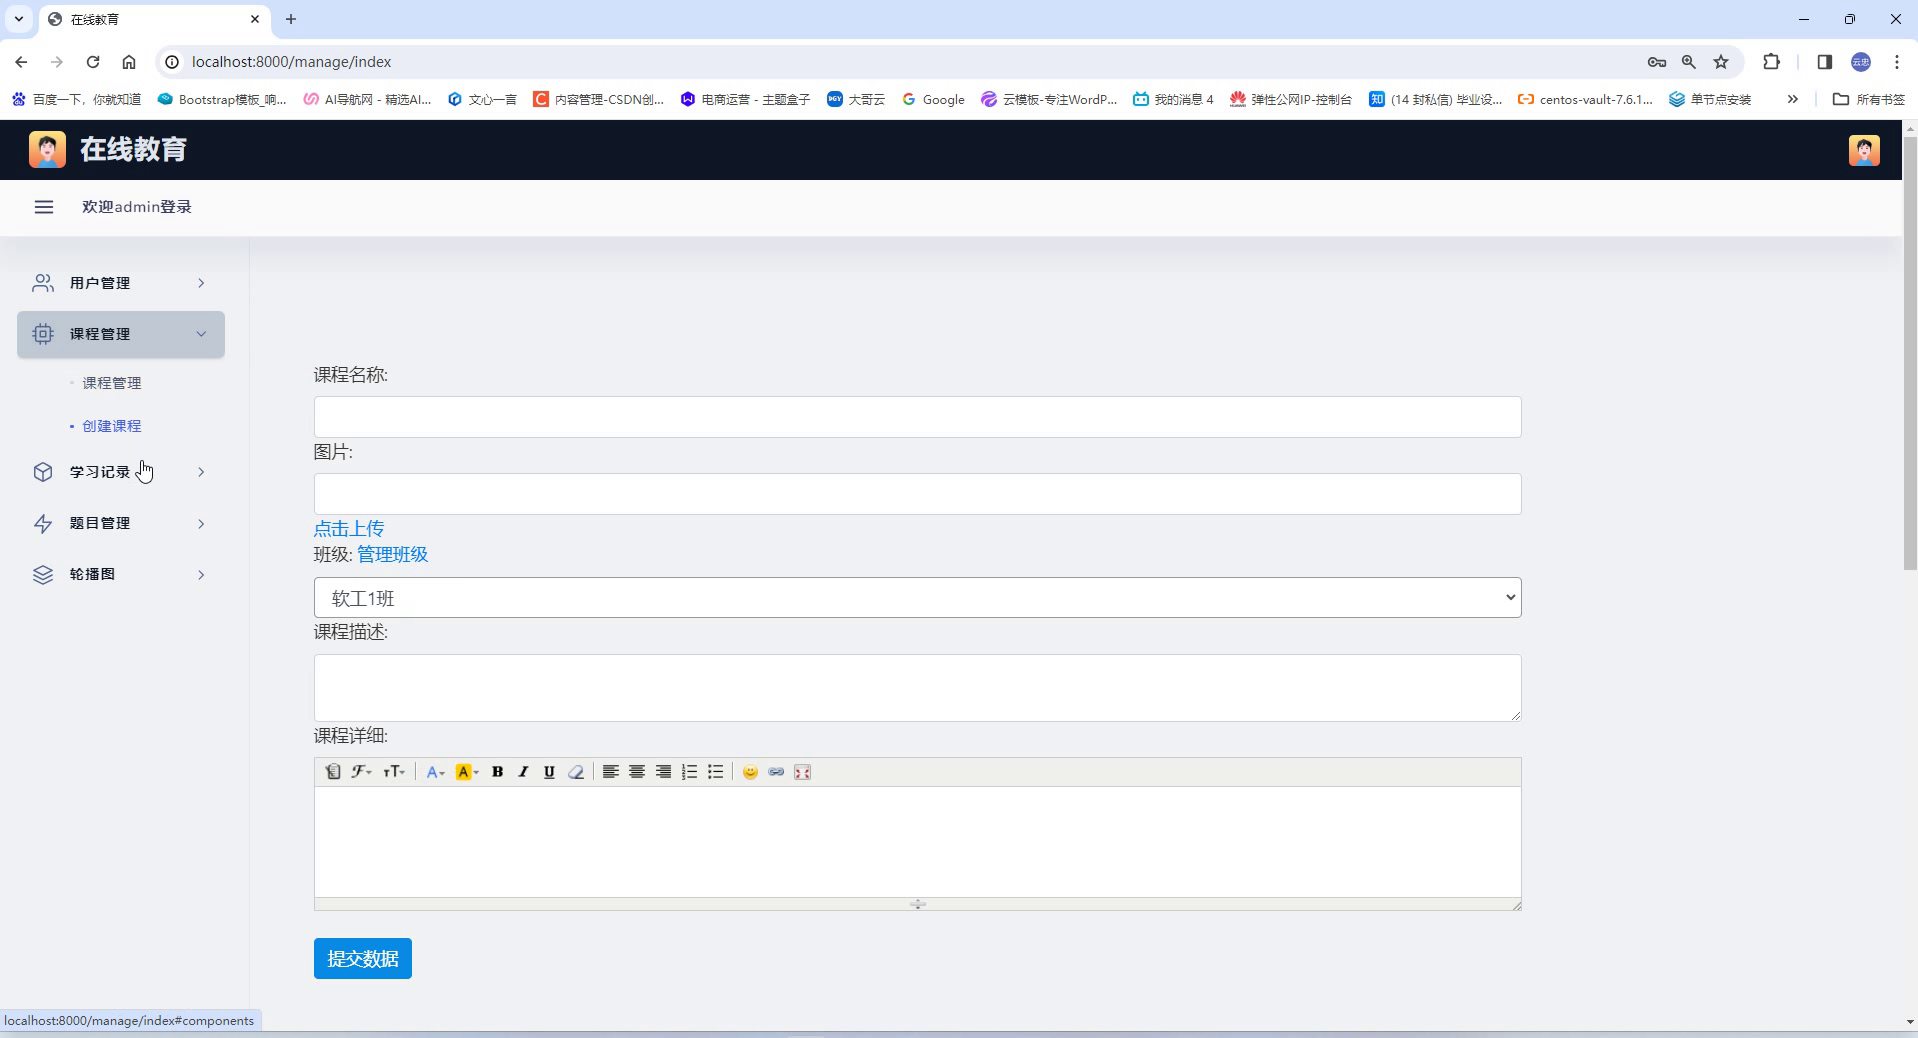 在线教育
localhost:8000/manage/index
百度一下，你就知道 Bootstrap模板_响... AI导航网 - 精选AI... 文心一言 内容管理-CSDN创... 电商运营 - 主题盒子 大哥云 Google 云模板-专注WordP... 我的消息 4 弹性公网IP-控制台 (14 封私信) 毕业设... centos-vault-7.6.1... 单节点安装 » 所有书签
在线教育
欢迎admin登录
用户管理
课程管理
课程管理
创建课程
学习记录
题目管理
轮播图
课程名称:
图片:
点击上传
班级: 管理班级
软工1班
课程描述:
课程详细:
提交数据
localhost:8000/manage/index#components